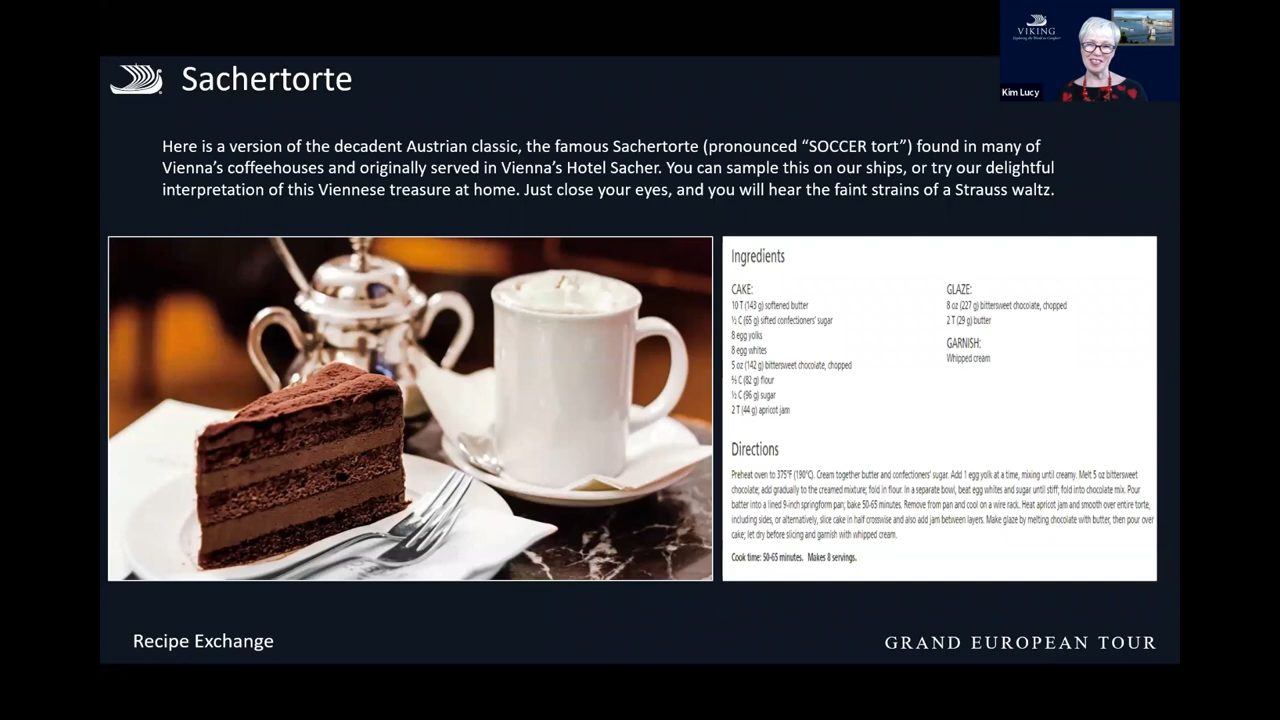 VIKING
Exploring the World in Comfort®
Kim Lucy
Sachertorte
Here is a version of the decadent Austrian classic, the famous Sachertorte (pronounced “SOCCER tort”) found in many of
Vienna’s coffeehouses and originally served in Vienna’s Hotel Sacher. You can sample this on our ships, or try our delightful
interpretation of this Viennese treasure at home. Just close your eyes, and you will hear the faint strains of a Strauss waltz.
Ingredients
CAKE:
10 T (143 g) softened butter
½ C (65 g) sifted confectioners’ sugar
8 egg yolks
8 egg whites
5 oz (142 g) bittersweet chocolate, chopped
⅔ C (82 g) flour
½ C (96 g) sugar
2 T (44 g) apricot jam
GLAZE:
8 oz (227 g) bittersweet chocolate, chopped
2 T (29 g) butter
GARNISH:
Whipped cream
Directions
Preheat oven to 375°F (190°C). Cream together butter and confectioners’ sugar. Add 1 egg yolk at a time, mixing until creamy. Melt 5 oz bittersweet
chocolate; add gradually to the creamed mixture; fold in flour. In a separate bowl, beat egg whites and sugar until stiff; fold into chocolate mix. Pour
batter into a lined 9-inch springform pan; bake 50-65 minutes. Remove from pan and cool on a wire rack. Heat apricot jam and smooth over entire torte,
including sides, or alternatively, slice cake in half crosswise and also add jam between layers. Make glaze by melting chocolate with butter, then pour over
cake; let dry before slicing and garnish with whipped cream.
Cook time: 50-65 minutes. Makes 8 servings.
Recipe Exchange
GRAND EUROPEAN TOUR